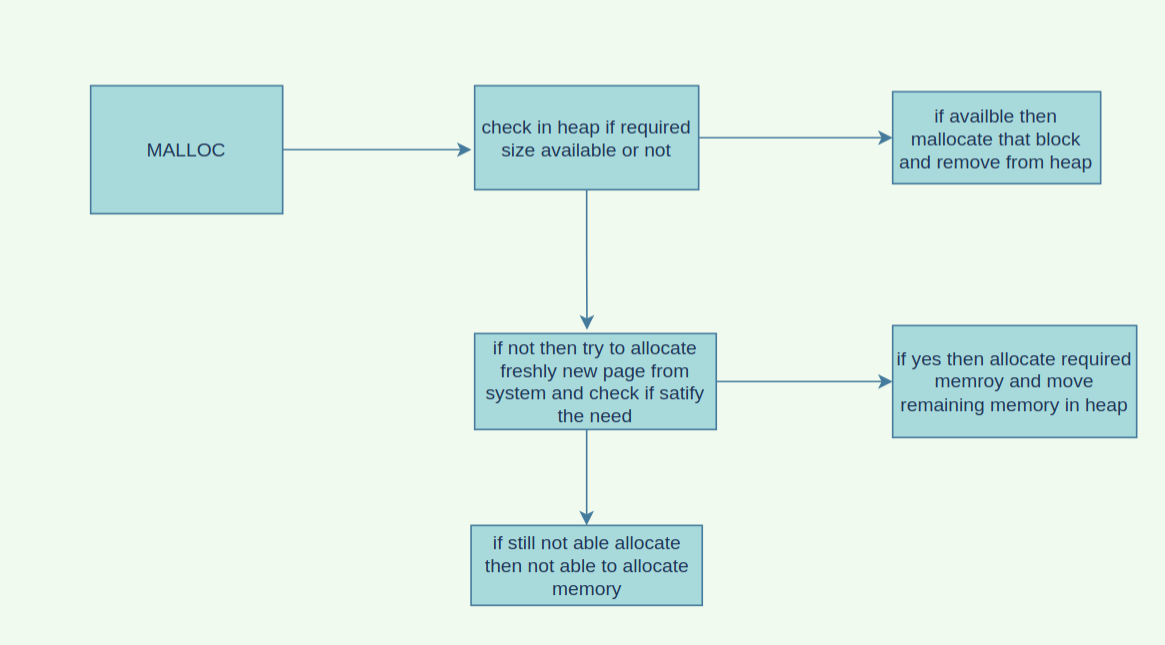 MALLOC
check in heap if required
size available or not
if availble then
mallocate that block
and remove from heap
if not then try to allocate
freshly new page from
system and check if satify
the need
if yes then allocate required
memroy and move
remaining memory in heap
if still not able allocate
then not able to allocate
memory